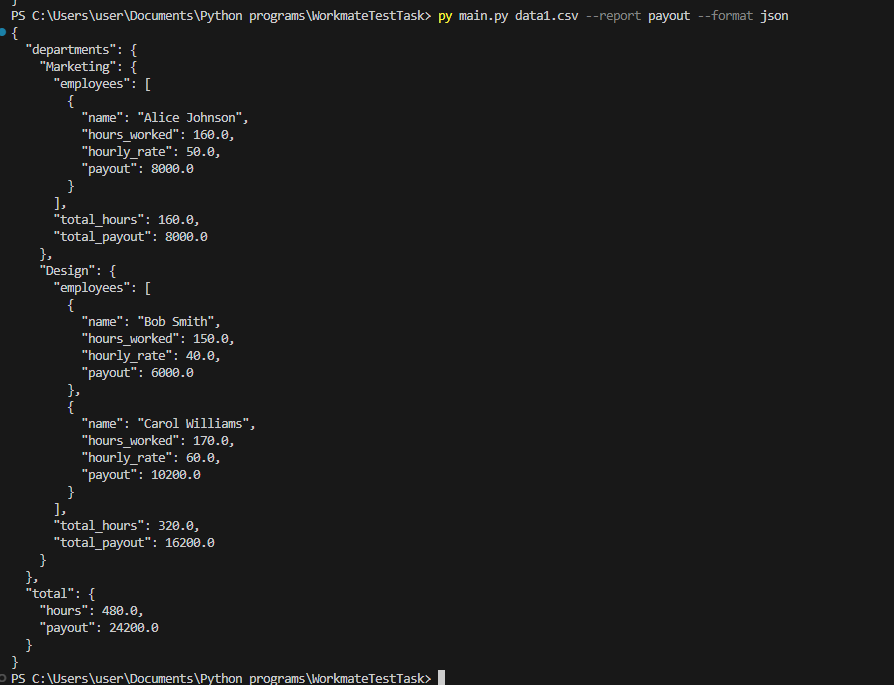 }
PS C:\Users\user\Documents\Python programs\WorkmateTestTask> py main.py data1.csv --report payout --format json
{
  "departments": {
    "Marketing": {
      "employees": [
        {
          "name": "Alice Johnson",
          "hours_worked": 160.0,
          "hourly_rate": 50.0,
          "payout": 8000.0
        }
      ],
      "total_hours": 160.0,
      "total_payout": 8000.0
    },
    "Design": {
      "employees": [
        {
          "name": "Bob Smith",
          "hours_worked": 150.0,
          "hourly_rate": 40.0,
          "payout": 6000.0
        },
        {
          "name": "Carol Williams",
          "hours_worked": 170.0,
          "hourly_rate": 60.0,
          "payout": 10200.0
        }
      ],
      "total_hours": 320.0,
      "total_payout": 16200.0
    }
  },
  "total": {
    "hours": 480.0,
    "payout": 24200.0
  }
}
PS C:\Users\user\Documents\Python programs\WorkmateTestTask>